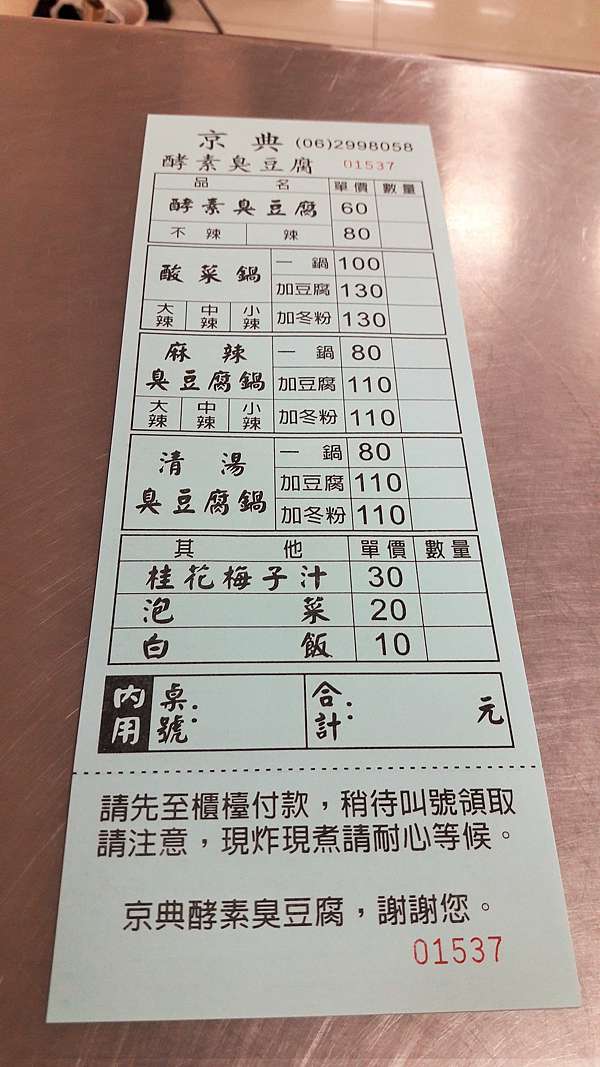 京典 (06)2998058
酵素臭豆腐 01537
品名 單價 數量
酵素臭豆腐 60
不辣 辣 80
酸菜鍋 一鍋 100
加豆腐 130
大辣 中辣 小辣 加冬粉 130
麻辣 一鍋 80
臭豆腐鍋 加豆腐 110
大辣 中辣 小辣 加冬粉 110
清湯 一鍋 80
臭豆腐鍋 加豆腐 110
加冬粉 110
其他 單價 數量
桂花梅子汁 30
泡菜 20
白飯 10
內用 桌號: 合計: 元
請先至櫃檯付款,稍待叫號領取
請注意,現炸現煮請耐心等候。
京典酵素臭豆腐,謝謝您。
01537